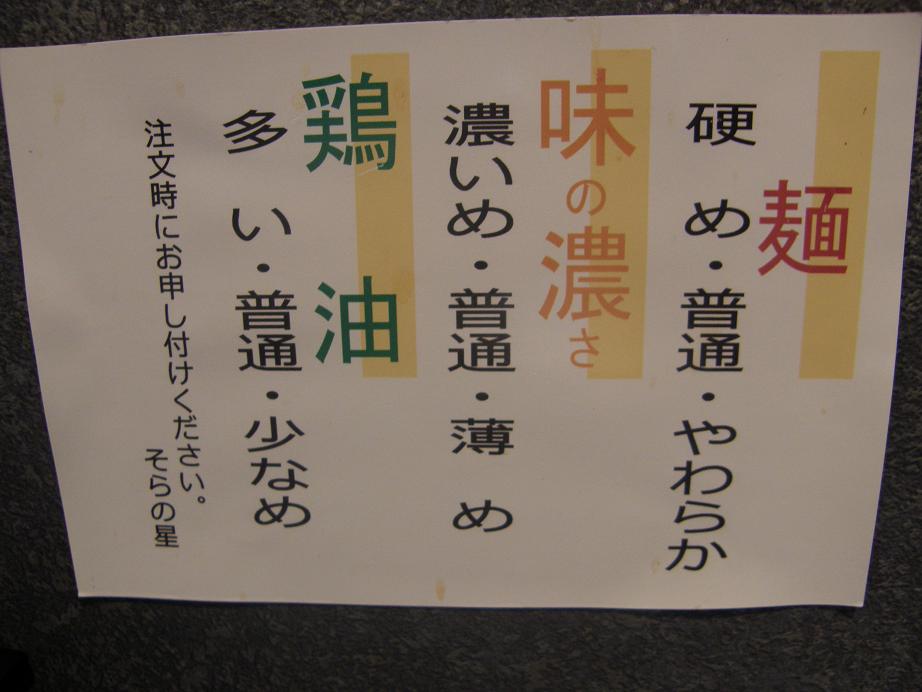 麺
硬め・普通・やわらか
味の濃さ
濃いめ・普通・薄め
鶏油
多い・普通・少なめ
注文時にお申し付けください。
そらの星